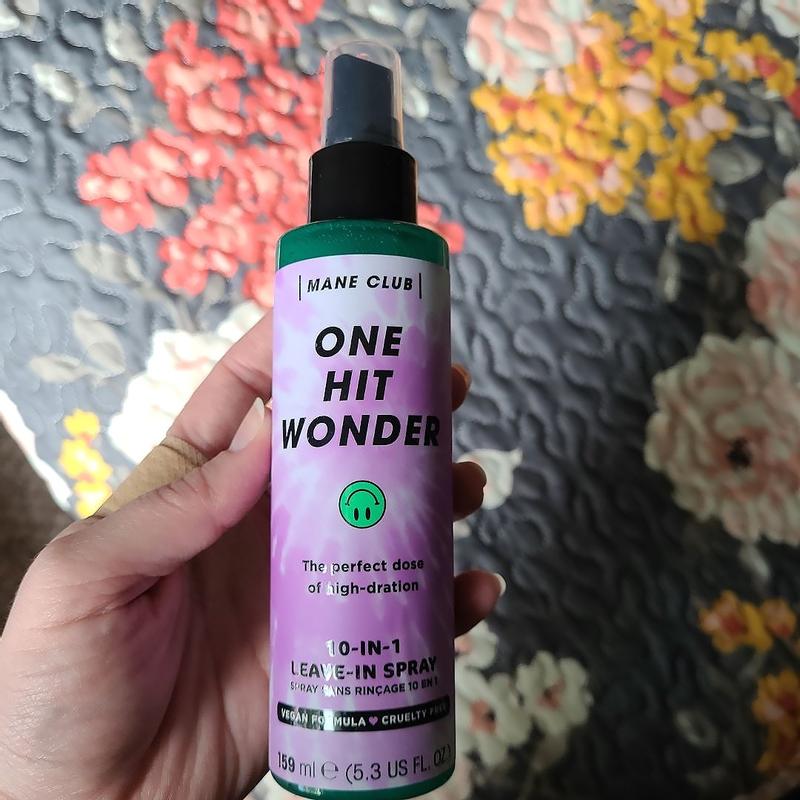 | MANE CLUB |
ONE
HIT
WONDER
The perfect dose
of high-dration
10-IN-1
LEAVE-IN SPRAY
SPRAY SANS RINÇAGE 10 EN 1
VEGAN FORMULA ♥ CRUELTY FREE
159 ml ℮ (5.3 US FL. OZ.)